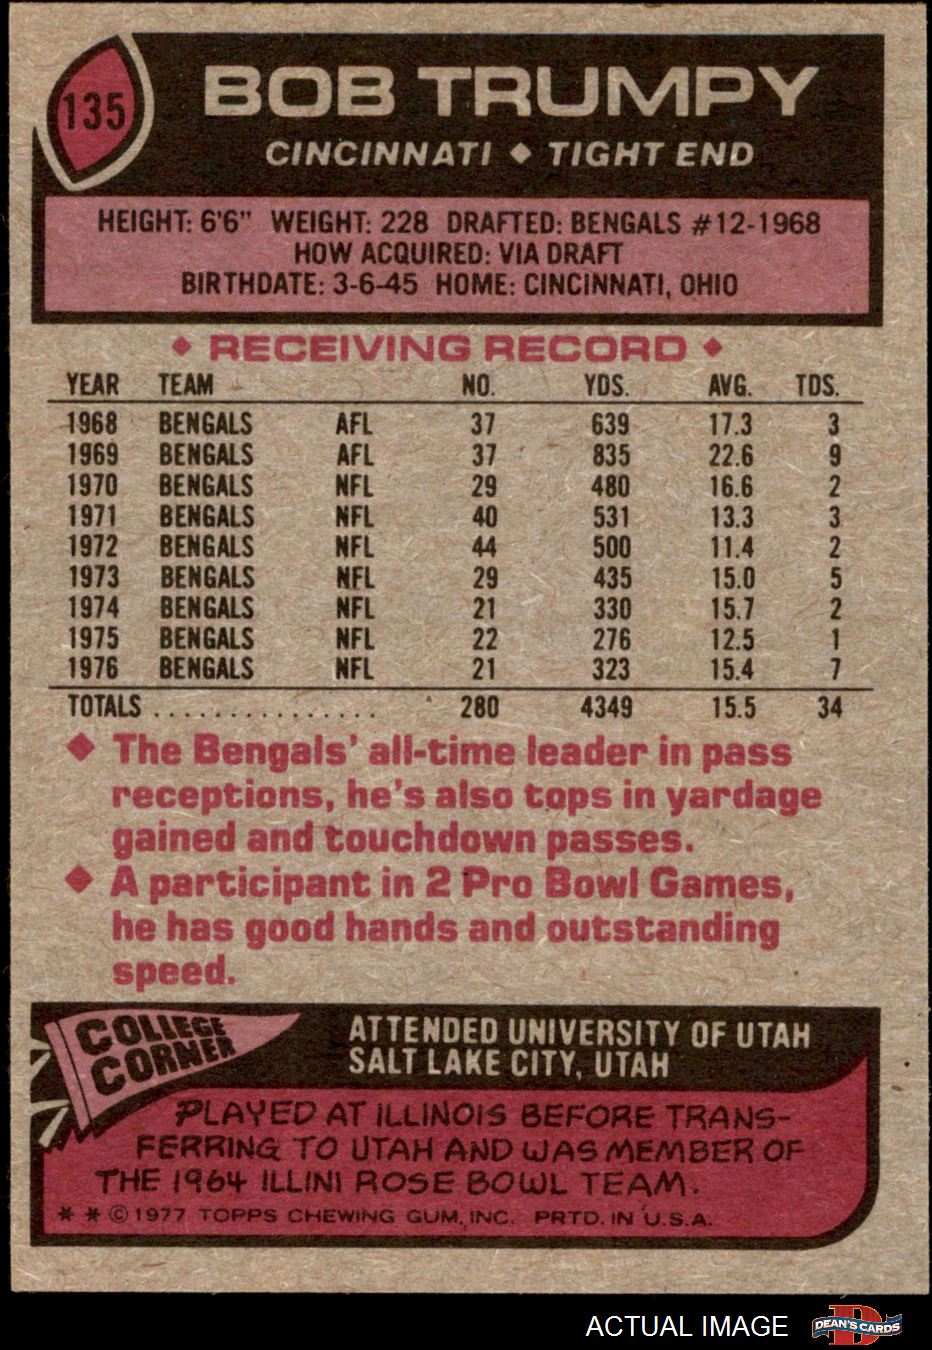 135
BOB TRUMPY
CINCINNATI ◆ TIGHT END
HEIGHT: 6'6" WEIGHT: 228 DRAFTED: BENGALS #12-1968
HOW ACQUIRED: VIA DRAFT
BIRTHDATE: 3-6-45 HOME: CINCINNATI, OHIO
◆ RECEIVING RECORD ◆
YEAR TEAM NO. YDS. AVG. TDS.
1968 BENGALS AFL 37 639 17.3 3
1969 BENGALS AFL 37 835 22.6 9
1970 BENGALS NFL 29 480 16.6 2
1971 BENGALS NFL 40 531 13.3 3
1972 BENGALS NFL 44 500 11.4 2
1973 BENGALS NFL 29 435 15.0 5
1974 BENGALS NFL 21 330 15.7 2
1975 BENGALS NFL 22 276 12.5 1
1976 BENGALS NFL 21 323 15.4 7
TOTALS . . . . . . . . . . . . . . . 280 4349 15.5 34
◆ The Bengals' all-time leader in pass
receptions, he's also tops in yardage
gained and touchdown passes.
◆ A participant in 2 Pro Bowl Games,
he has good hands and outstanding
speed.
COLLEGE
CORNER
ATTENDED UNIVERSITY OF UTAH
SALT LAKE CITY, UTAH
PLAYED AT ILLINOIS BEFORE TRANS-
FERRING TO UTAH AND WAS MEMBER OF
THE 1964 ILLINI ROSE BOWL TEAM.
* * © 1977 TOPPS CHEWING GUM, INC. PRTD. IN U.S.A.
ACTUAL IMAGE
D
DEAN'S CARDS